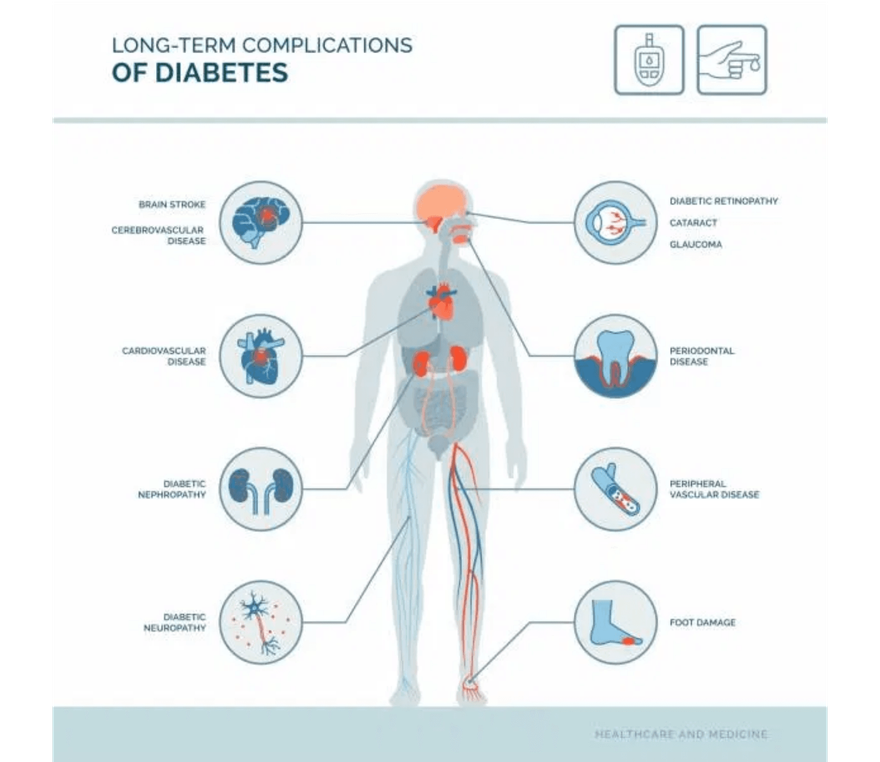 LONG-TERM COMPLICATIONS
OF DIABETES
BRAIN STROKE
CEREBROVASCULAR
DISEASE
CARDIOVASCULAR
DISEASE
DIABETIC
NEPHROPATHY
DIABETIC
NEUROPATHY
DIABETIC RETINOPATHY
CATARACT
GLAUCOMA
PERIODONTAL
DISEASE
PERIPHERAL
VASCULAR DISEASE
FOOT DAMAGE
HEALTHCARE AND MEDICINE